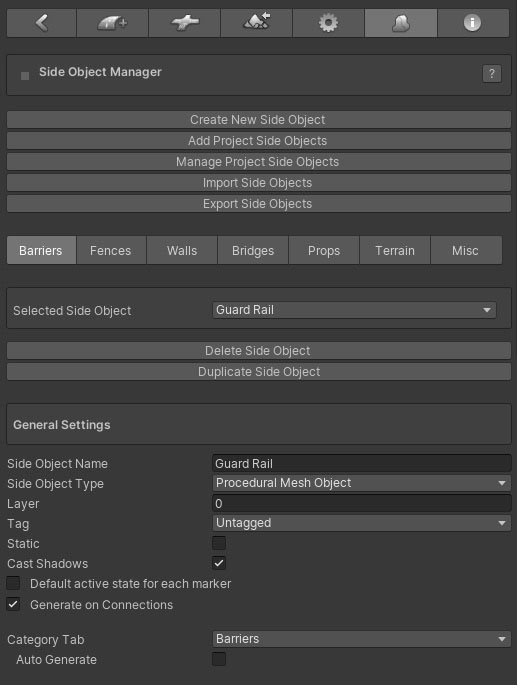 Side Object Manager ?
Create New Side Object
Add Project Side Objects
Manage Project Side Objects
Import Side Objects
Export Side Objects
Barriers Fences Walls Bridges Props Terrain Misc
Selected Side Object Guard Rail
Delete Side Object
Duplicate Side Object
General Settings
Side Object Name Guard Rail
Side Object Type Procedural Mesh Object
Layer 0
Tag Untagged
Static
Cast Shadows
Default active state for each marker
Generate on Connections
Category Tab Barriers
Auto Generate